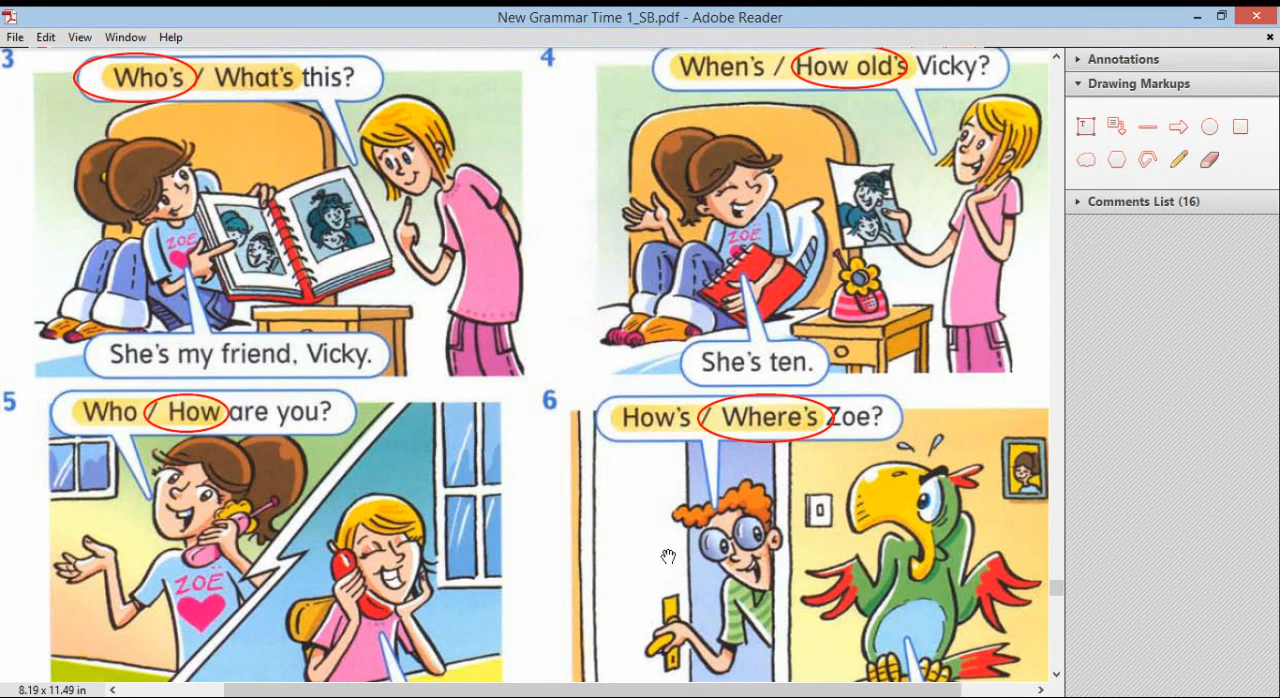 New Grammar Time 1_SB.pdf - Adobe Reader
File Edit View Window Help
Annotations
Drawing Markups
T
Comments List (16)
3
Who's / What's this?
ZOE
She's my friend, Vicky.
4
When's / How old's Vicky?
ZOE
She's ten.
5
Who / How are you?
ZOE
6
How's / Where's Zoe?
8.19 x 11.49 in